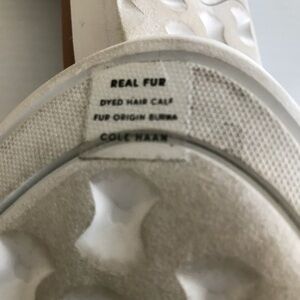 REAL FUR
DYED HAIR CALF
FUR ORIGIN BURMA
COLE HAAN